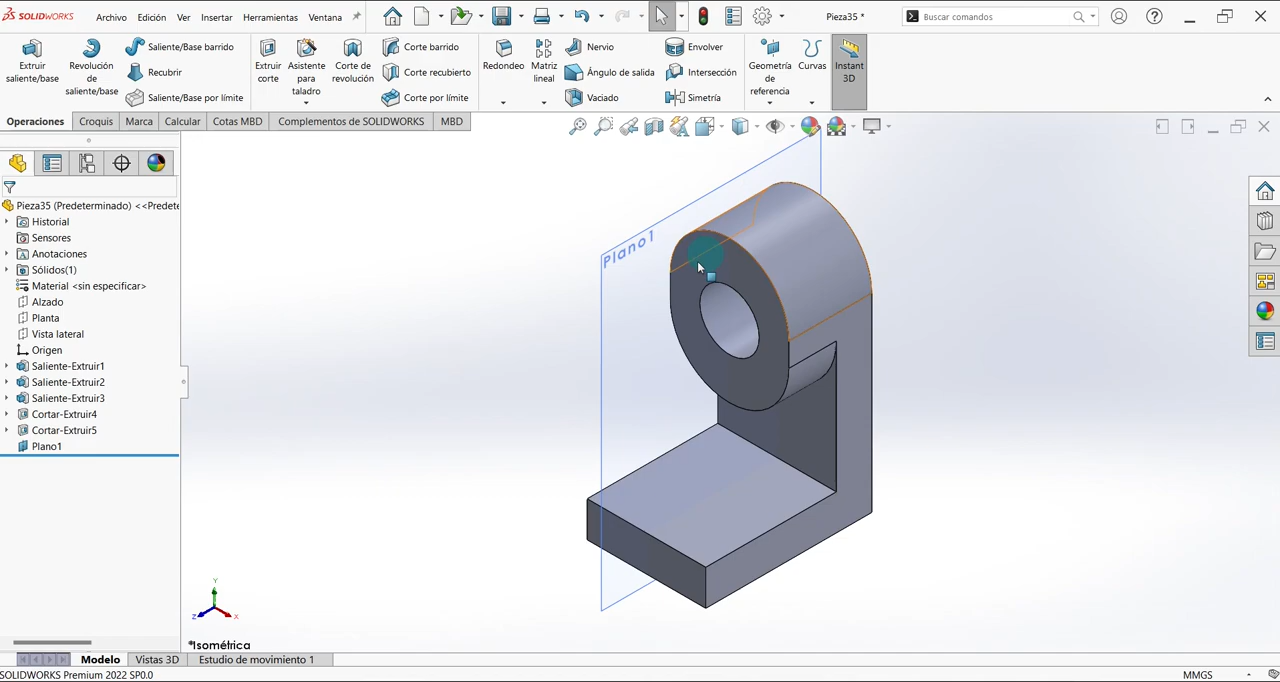 SOLIDWORKS Archivo Edición Ver Insertar Herramientas Ventana Pieza35 * Buscar comandos
Extruir saliente/base
Revolución de saliente/base
Saliente/Base barrido
Recubrir
Saliente/Base por límite
Extruir corte
Asistente para taladro
Corte de revolución
Corte barrido
Corte recubierto
Corte por límite
Redondeo
Matriz lineal
Nervio
Ángulo de salida
Vaciado
Envolver
Intersección
Simetría
Geometría de referencia
Curvas
Instant 3D
Operaciones Croquis Marca Calcular Cotas MBD Complementos de SOLIDWORKS MBD
Pieza35 (Predeterminado) <<Predete
Historial
Sensores
Anotaciones
Sólidos(1)
Material <sin especificar>
Alzado
Planta
Vista lateral
Origen
Saliente-Extruir1
Saliente-Extruir2
Saliente-Extruir3
Cortar-Extruir4
Cortar-Extruir5
Plano1
Plano1
Y
Z
X
*Isométrica
Modelo Vistas 3D Estudio de movimiento 1
SOLIDWORKS Premium 2022 SP0.0 MMGS